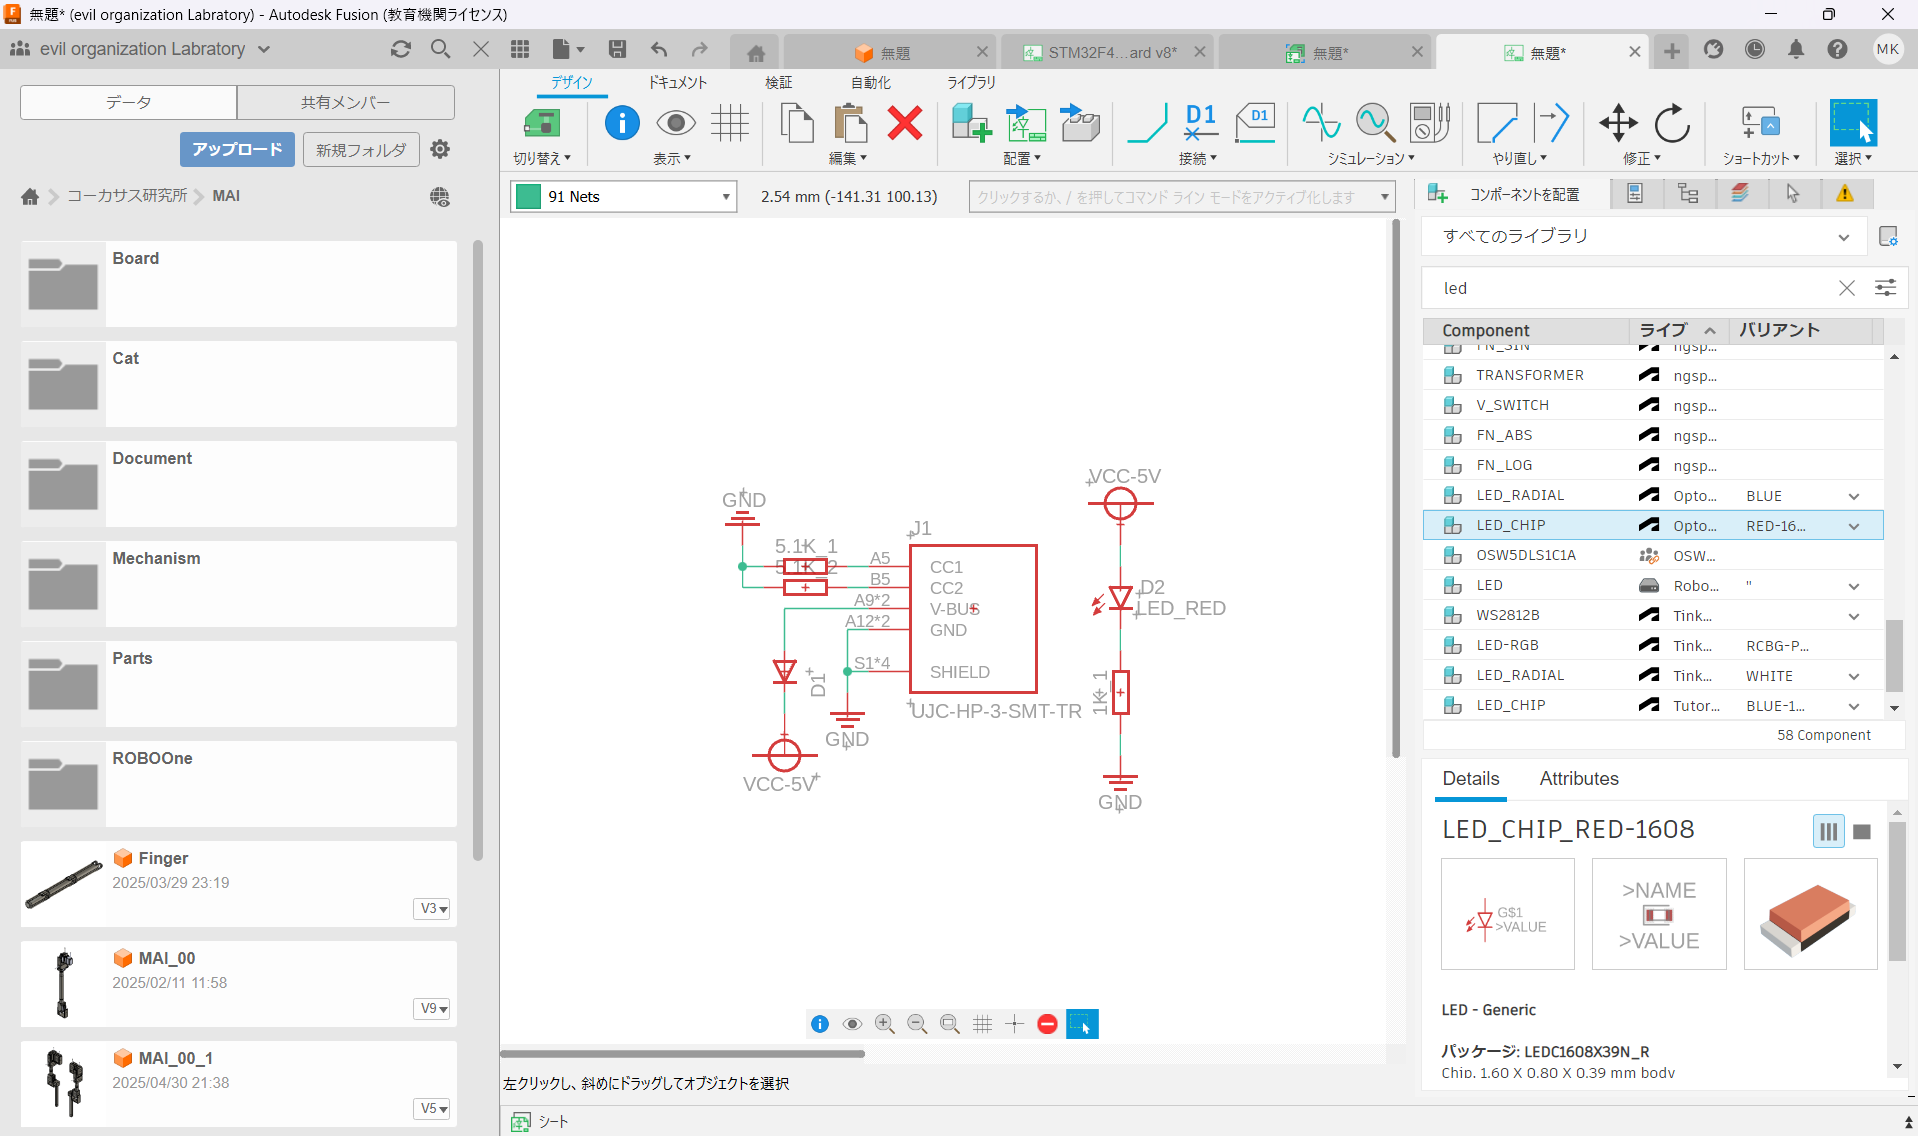 無題* (evil organization Labratory) - Autodesk Fusion (教育機関ライセンス)
evil organization Labratory
無題
STM32F4...ard v8*
無題*
無題*
MK
データ
共有メンバー
アップロード
新規フォルダ
コーカサス研究所
MAI
Board
Cat
Document
Mechanism
Parts
ROBOOne
Finger
2025/03/29 23:19
V3
MAI_00
2025/02/11 11:58
V9
MAI_00_1
2025/04/30 21:38
V5
デザイン
ドキュメント
検証
自動化
ライブラリ
D1
D1
切り替え
表示
編集
配置
接続
シミュレーション
やり直し
修正
ショートカット
選択
91 Nets
2.54 mm (-141.31 100.13)
クリックするか、/ を押してコマンド ライン モードをアクティブ化します
GND
5.1K_1
5.1K_2
A5
B5
A9*2
A12*2
S1*4
J1
CC1
CC2
V-BUS
GND
SHIELD
UJC-HP-3-SMT-TR
D1
GND
VCC-5V
VCC-5V
D2
LED_RED
1K_1
GND
左クリックし、斜めにドラッグしてオブジェクトを選択
シート
コンポーネントを配置
すべてのライブラリ
led
Component
ライブ
バリアント
FN_SIN
ngsp...
TRANSFORMER
ngsp...
V_SWITCH
ngsp...
FN_ABS
ngsp...
FN_LOG
ngsp...
LED_RADIAL
Opto...
BLUE
LED_CHIP
Opto...
RED-16...
OSW5DLS1C1A
OSW...
LED
Robo...
''
WS2812B
Tink...
LED-RGB
Tink...
RCBG-P...
LED_RADIAL
Tink...
WHITE
LED_CHIP
Tutor...
BLUE-1...
58 Component
Details
Attributes
LED_CHIP_RED-1608
G$1
>VALUE
>NAME
>VALUE
LED - Generic
パッケージ: LEDC1608X39N_R
Chip, 1.60 X 0.80 X 0.39 mm body